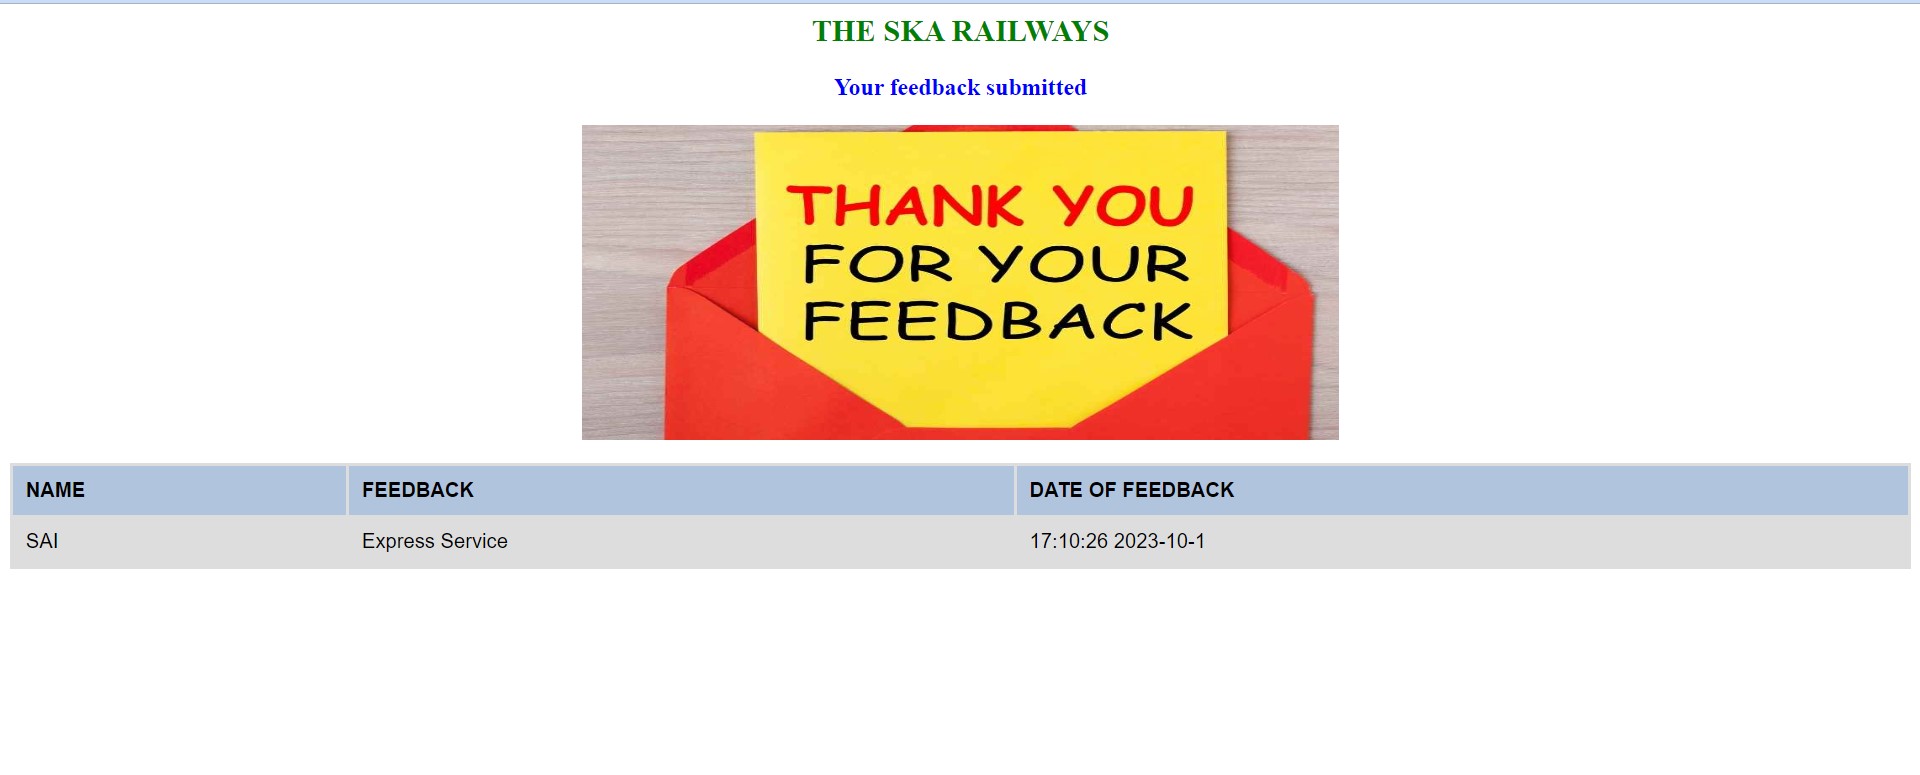 THE SKA RAILWAYS
Your feedback submitted
THANK YOU
FOR YOUR
FEEDBACK
NAME FEEDBACK DATE OF FEEDBACK
SAI Express Service 17:10:26 2023-10-1